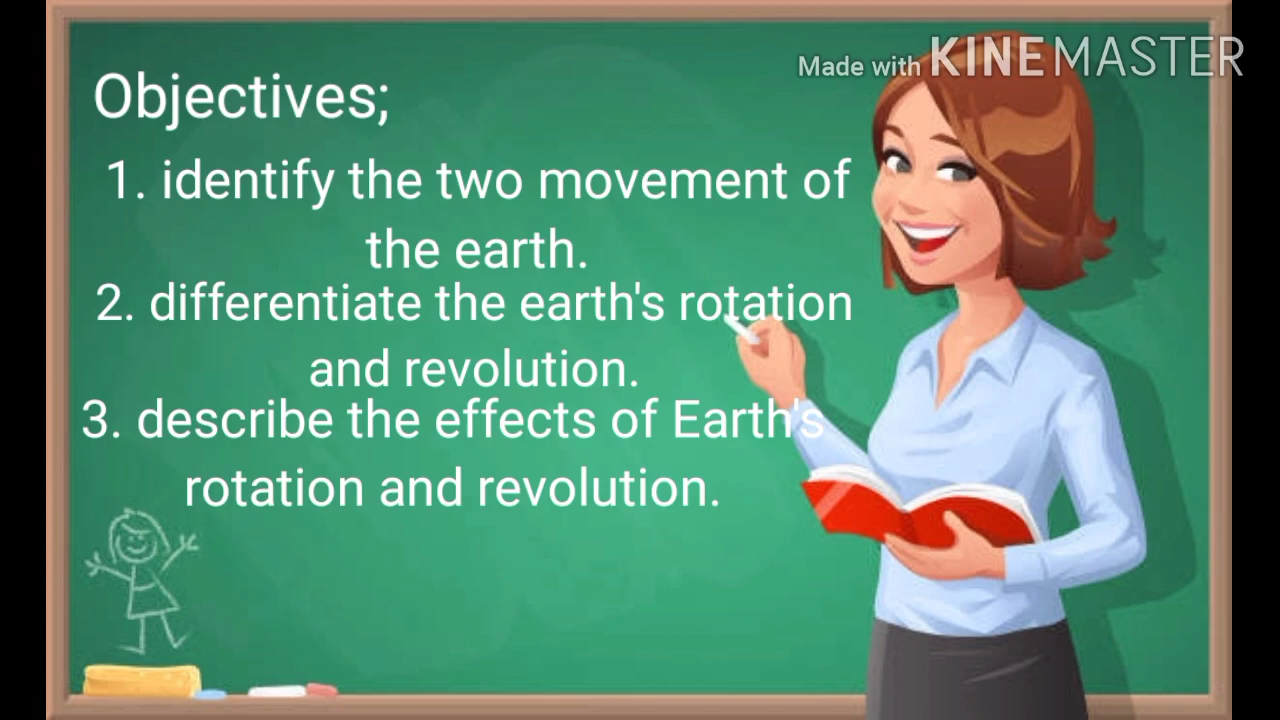 Made with KINEMASTER
Objectives;
1. identify the two movement of
the earth.
2. differentiate the earth's rotation
and revolution.
3. describe the effects of Earth's
rotation and revolution.